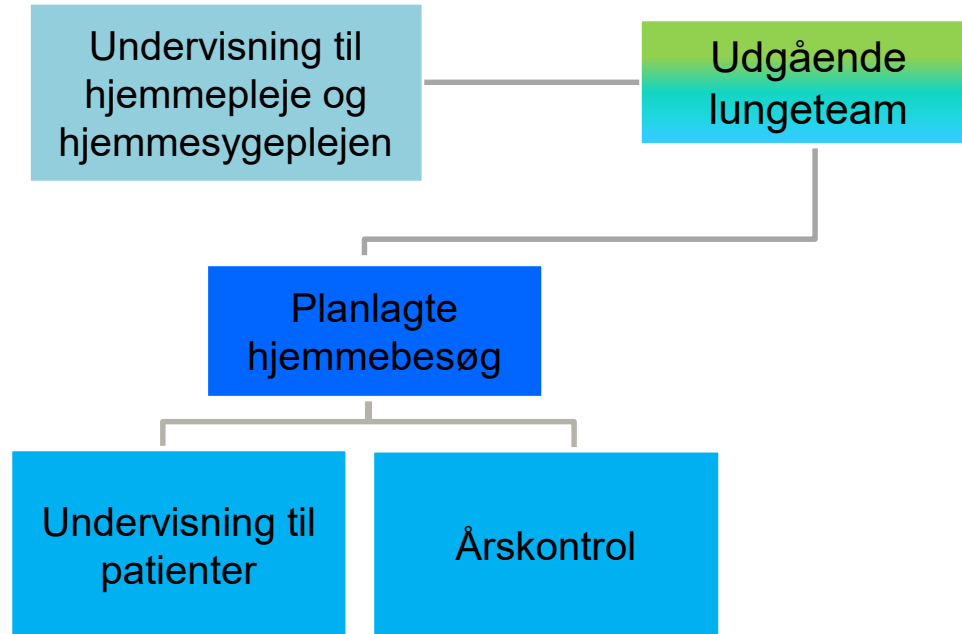 Undervisning til
hjemmepleje og
hjemmesygeplejen
Udgående
lungeteam
Planlagte
hjemmebesøg
Undervisning til
patienter
Årskontrol